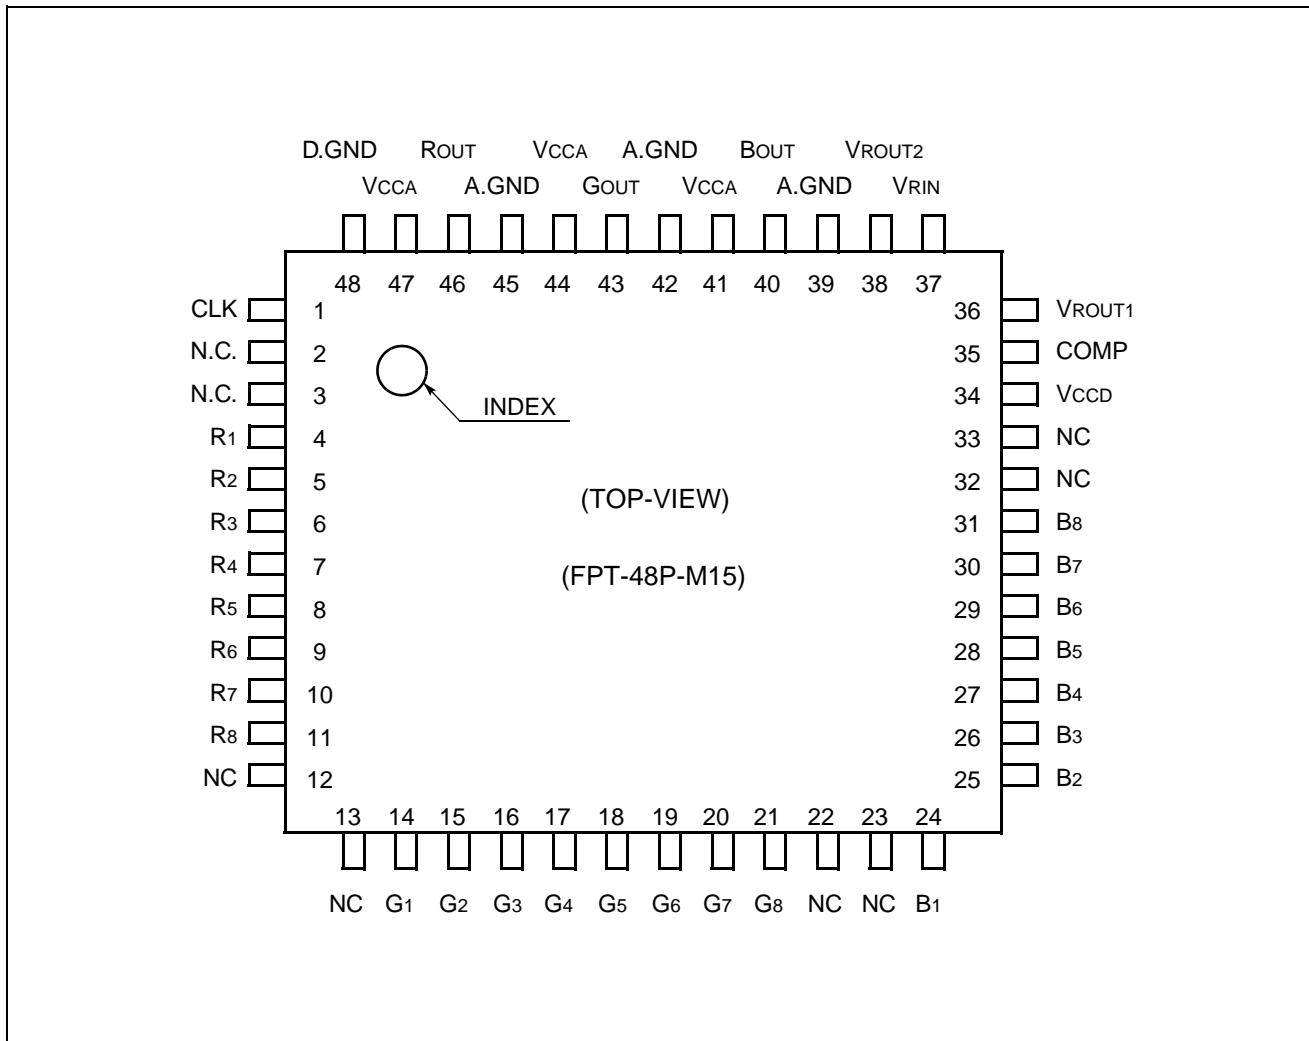 D.GND ROUT VCCA A.GND BOUT VROUT2
VCCA A.GND GOUT VCCA A.GND VRIN
48 47 46 45 44 43 42 41 40 39 38 37
CLK 1 36 VROUT1
N.C. 2 35 COMP
N.C. 3 34 VCCD
INDEX
R1 4 33 NC
R2 5 32 NC
(TOP-VIEW)
R3 6 31 B8
R4 7 30 B7
(FPT-48P-M15)
R5 8 29 B6
R6 9 28 B5
R7 10 27 B4
R8 11 26 B3
NC 12 25 B2
13 14 15 16 17 18 19 20 21 22 23 24
NC G1 G2 G3 G4 G5 G6 G7 G8 NC NC B1